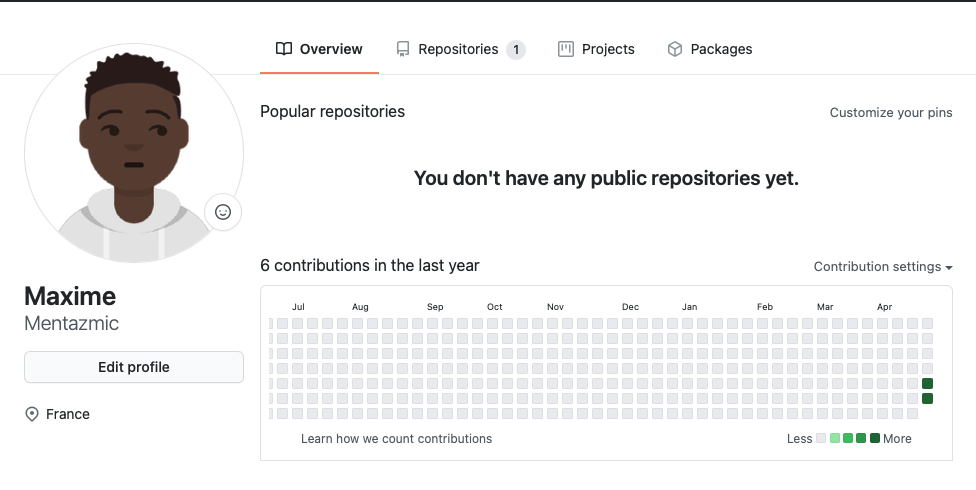 Overview Repositories 1 Projects Packages
Popular repositories Customize your pins
You don't have any public repositories yet.
6 contributions in the last year Contribution settings
Jul Aug Sep Oct Nov Dec Jan Feb Mar Apr
Learn how we count contributions Less More
Maxime
Mentazmic
Edit profile
France